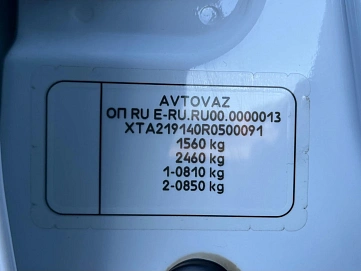 AVTOVAZ
ОП RU E-RU.RU00.0000013
XTA219140R0500091
1560 kg
2460 kg
1-0810 kg
2-0850 kg